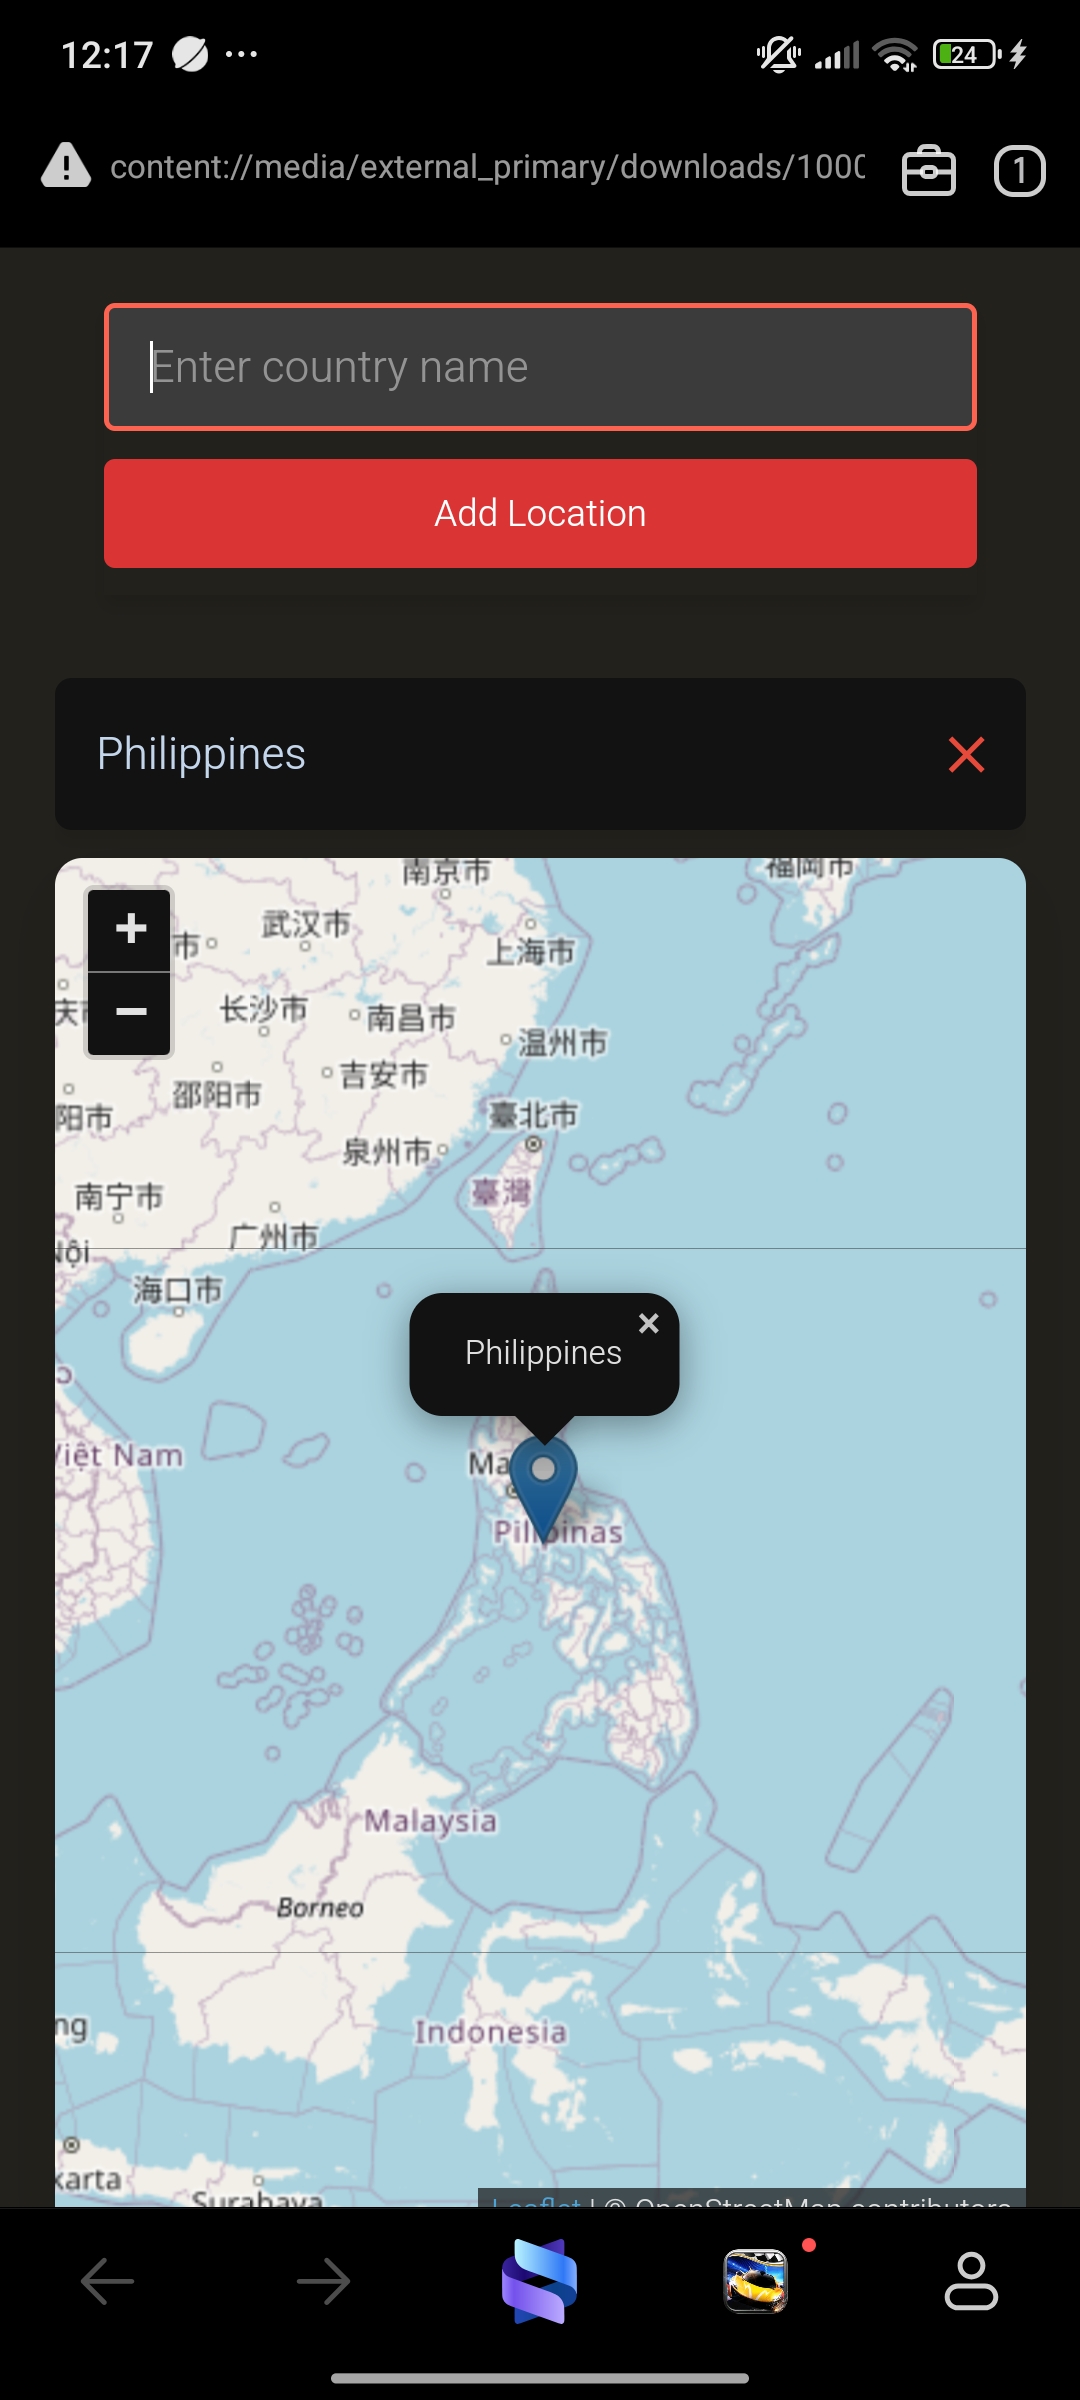 12:17
24
content://media/external_primary/downloads/100
1
Enter country name
Add Location
Philippines
南京市
福冈市
武汉市
市
上海市
长沙市
南昌市
温州市
吉安市
邵阳市
阳市
臺北市
泉州市
臺灣
南宁市
广州市
Nội
海口市
Philippines
Việt Nam
Pilipinas
Malaysia
Borneo
ng
Indonesia
karta
Surabaya
Leaflet | © OpenStreetMap contributors